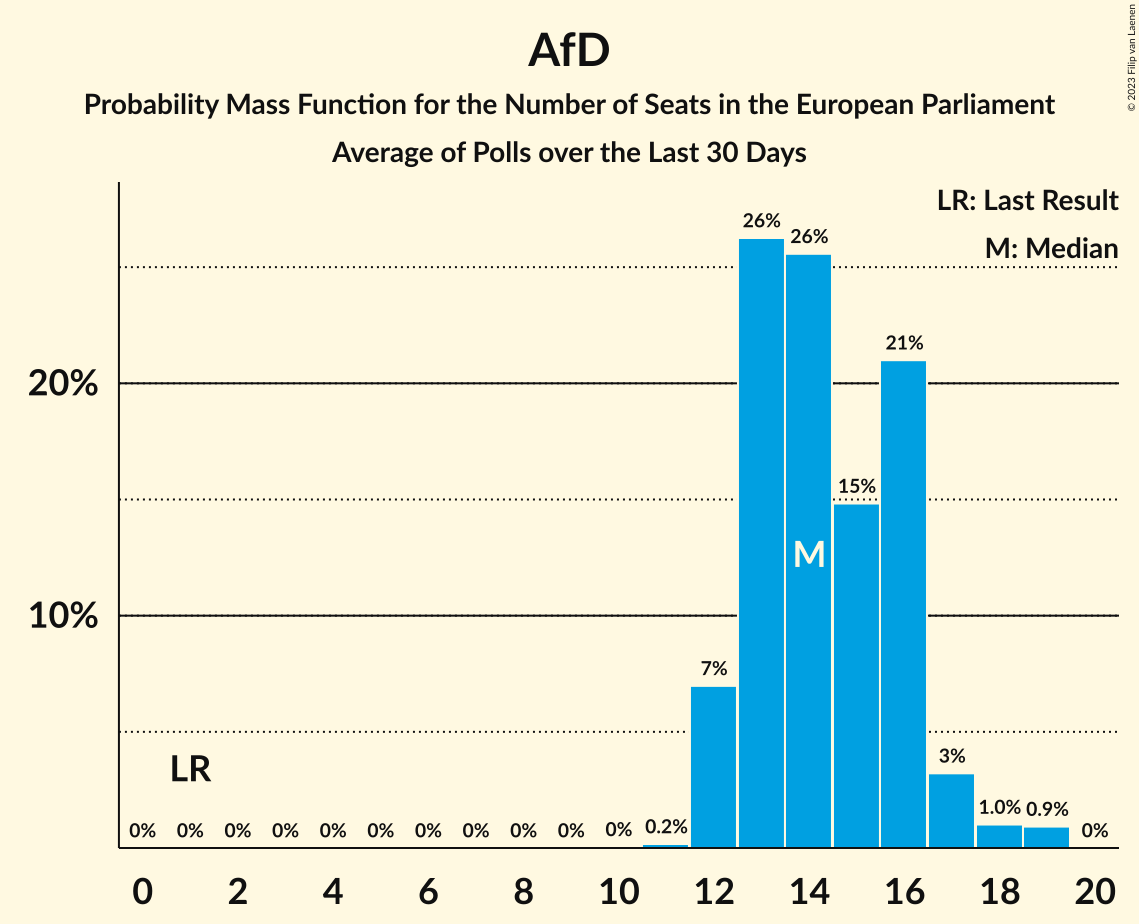 © 2023 Filip van Laenen
AfD
Probability Mass Function for the Number of Seats in the European Parliament
Average of Polls over the Last 30 Days
LR: Last Result
M: Median
26%
26%
21%
20%
15%
M
10%
7%
3%
LR
0% 0% 0% 0% 0% 0% 0% 0% 0% 0% 0% 0.2% 1.0% 0.9% 0%
0 2 4 6 8 10 12 14 16 18 20